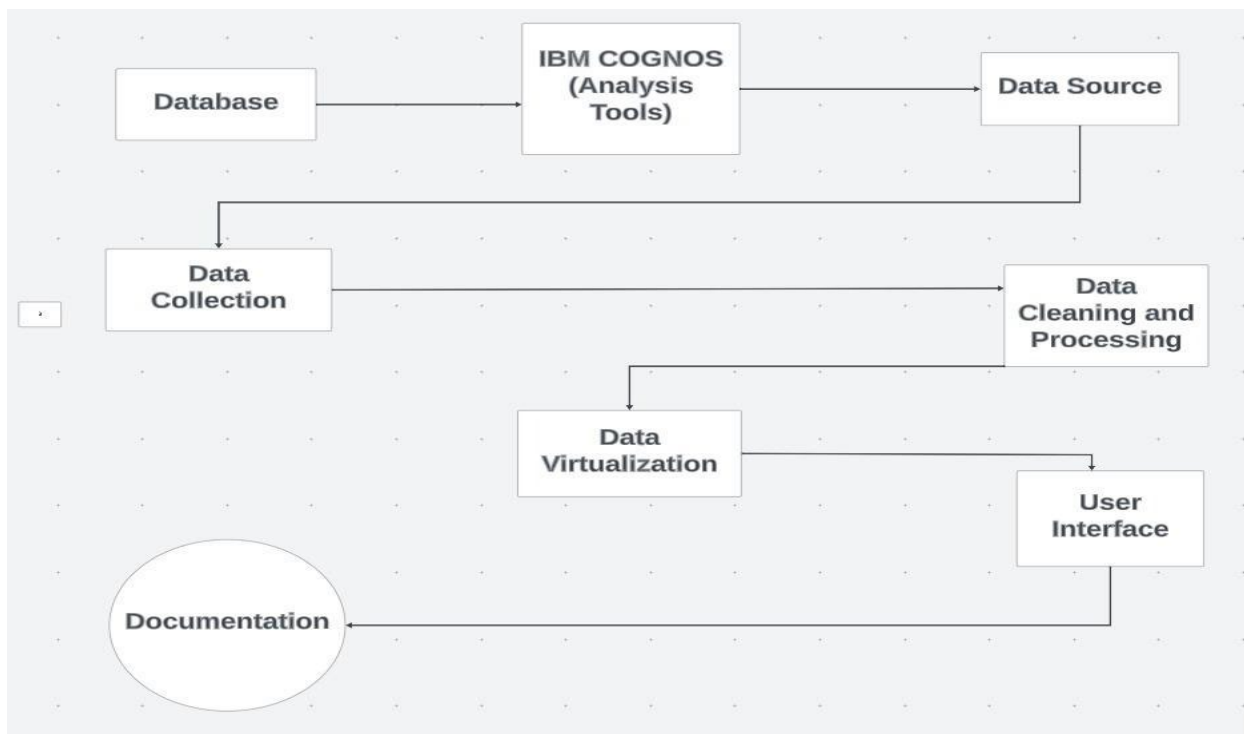 Database
IBM COGNOS
(Analysis
Tools)
Data Source
Data
Collection
Data
Cleaning and
Processing
Data
Virtualization
User
Interface
Documentation